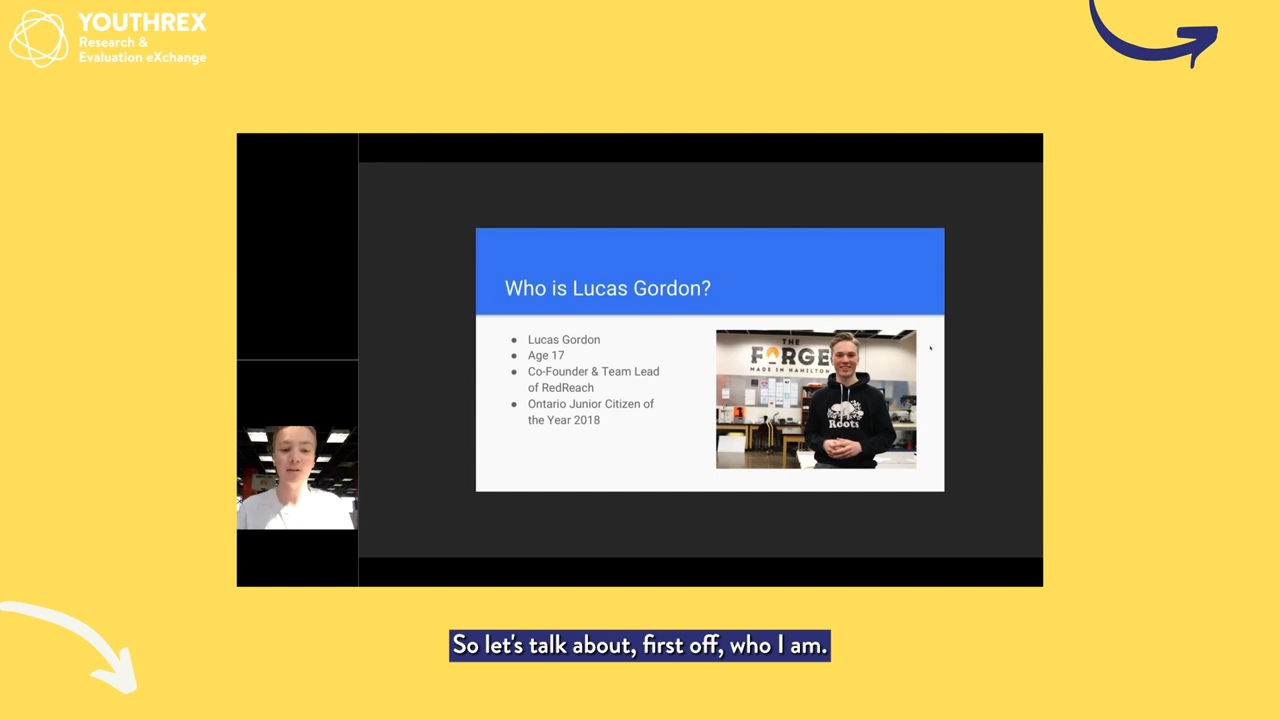 YOUTHREX
Research &
Evaluation eXchange
Who is Lucas Gordon?
● Lucas Gordon
● Age 17
● Co-Founder & Team Lead
of RedReach
● Ontario Junior Citizen of
the Year 2018
THE
FORGE
MADE IN HAMILTON
Roots
So let's talk about, first off, who I am.